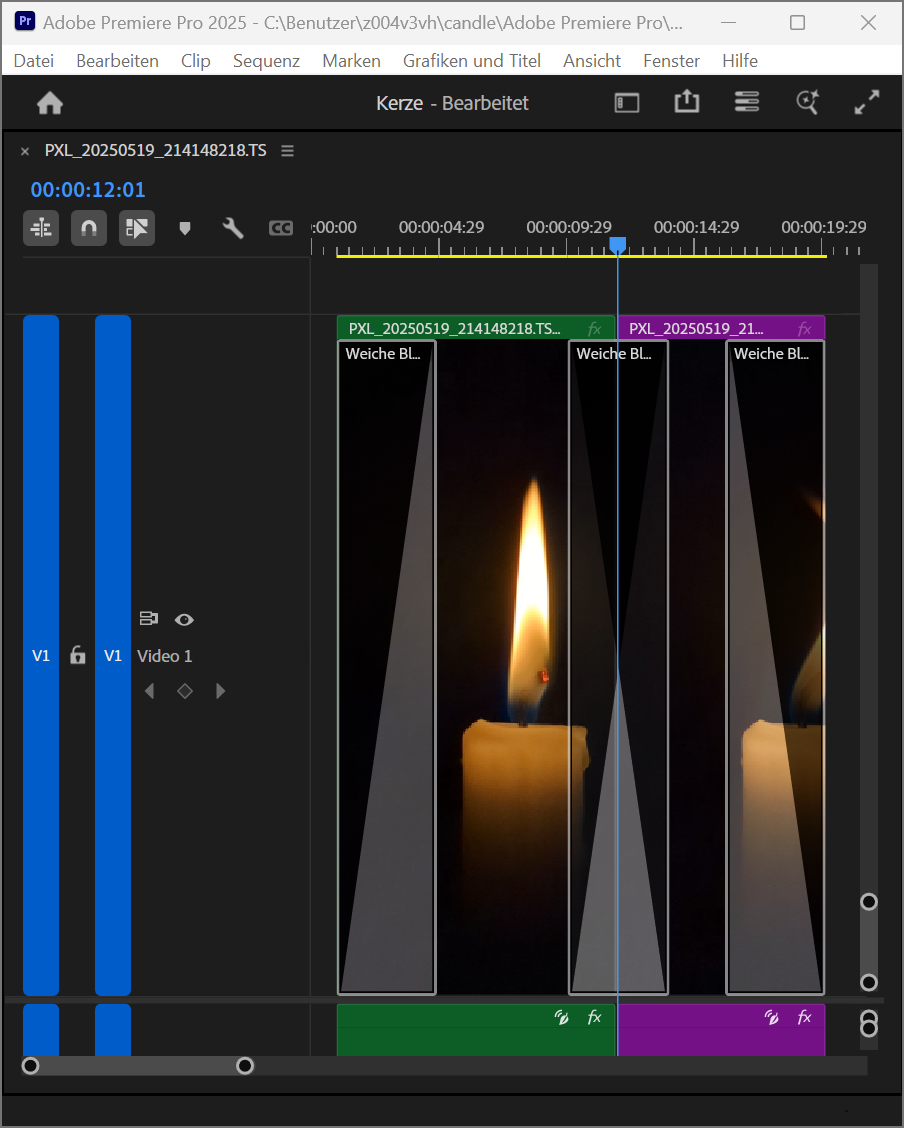 Pr Adobe Premiere Pro 2025 - C:\Benutzer\z004v3vh\candle\Adobe Premiere Pro\...
Datei Bearbeiten Clip Sequenz Marken Grafiken und Titel Ansicht Fenster Hilfe
Kerze - Bearbeitet
× PXL_20250519_214148218.TS
00:00:12:01
CC
:00:00 00:00:04:29 00:00:09:29 00:00:14:29 00:00:19:29
PXL_20250519_214148218.TS... fx PXL_20250519_21... fx
Weiche Bl... Weiche Bl... Weiche Bl...
V1 V1 Video 1
fx fx